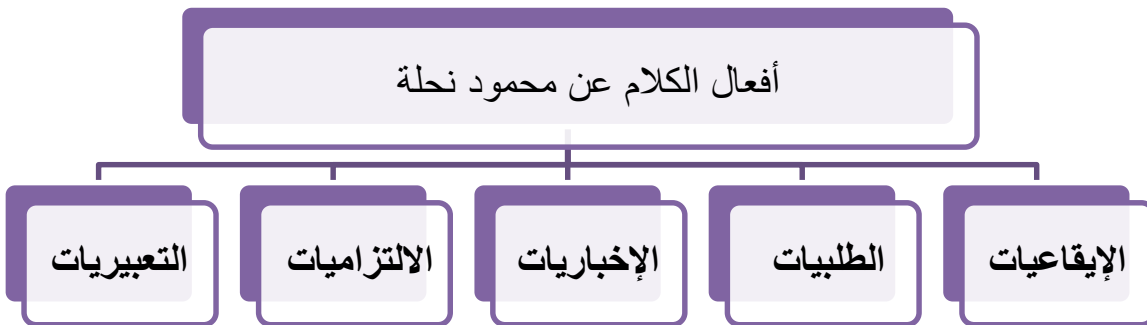 أفعال الكلام عن محمود نحلة
الإيقاعيات
الطلبيات
الإخباريات
الالتزاميات
التعبيريات